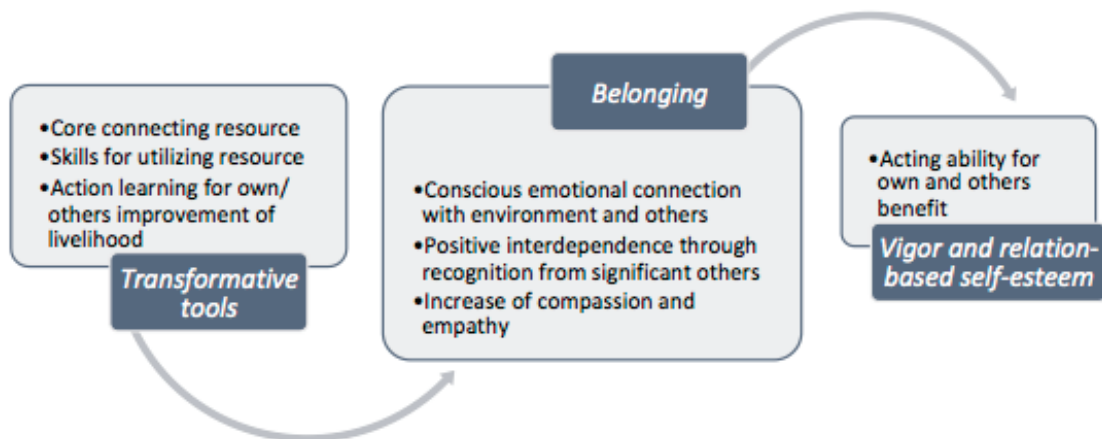 •Core connecting resource
•Skills for utilizing resource
•Action learning for own/
others improvement of
livelihood
Transformative
tools
Belonging
•Conscious emotional connection
with environment and others
•Positive interdependence through
recognition from significant others
•Increase of compassion and
empathy
•Acting ability for
own and others
benefit
Vigor and relation-
based self-esteem